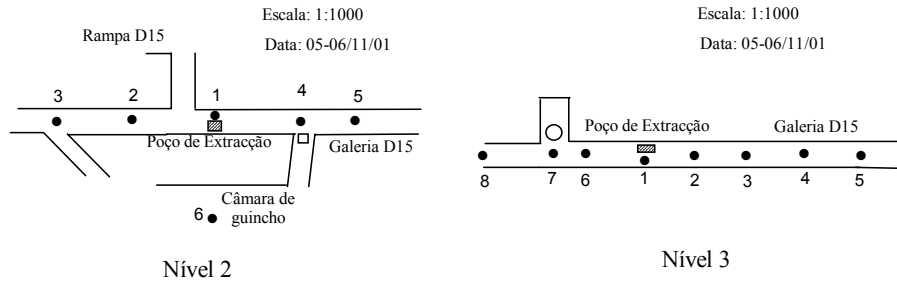 Escala: 1:1000
Rampa D15
Data: 05-06/11/01
3 2 1 4 5
Poço de Extracção
Galeria D15
Câmara de
guincho
6
Nível 2
Escala: 1:1000
Data: 05-06/11/01
Poço de Extracção
Galeria D15
8 7 6 1 2 3 4 5
Nível 3